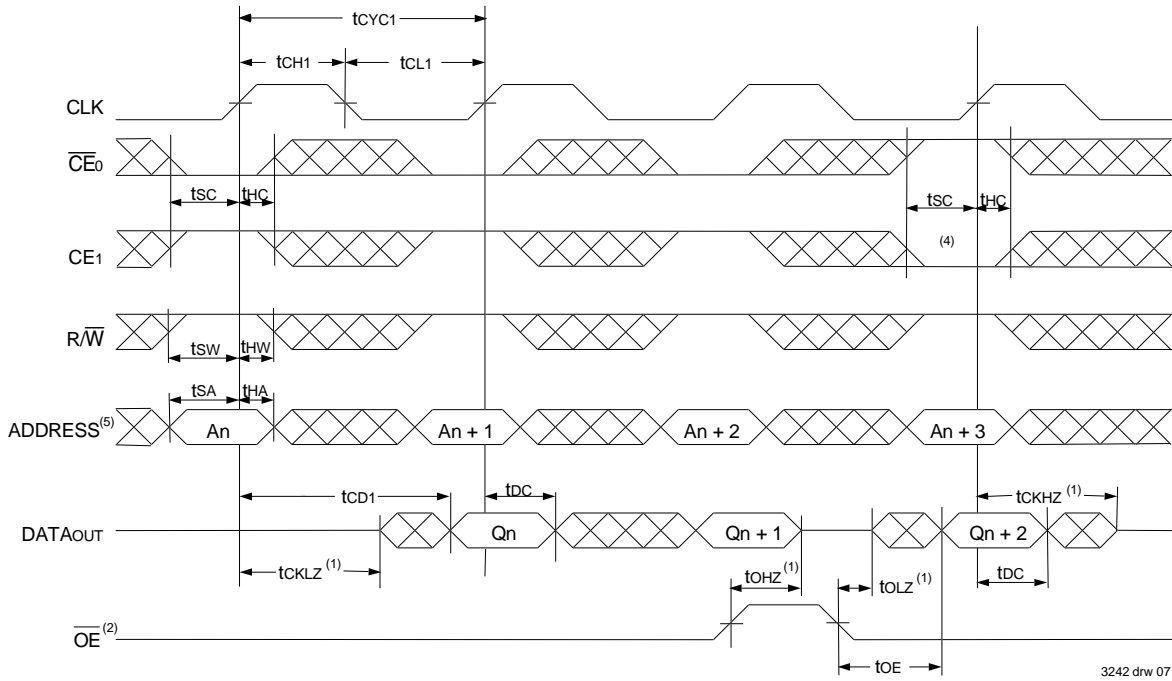 tCYC1
tCH1
tCL1
CLK
CE0
tSC
tHC
tSC
tHC
CE1
(4)
R/W
tSW
tHW
tSA
tHA
ADDRESS(5)
An
An + 1
An + 2
An + 3
tCD1
tDC
tCKHZ (1)
DATAOUT
Qn
Qn + 1
Qn + 2
tCKLZ (1)
tOHZ (1)
tOLZ (1)
tDC
OE (2)
tOE
3242 drw 07